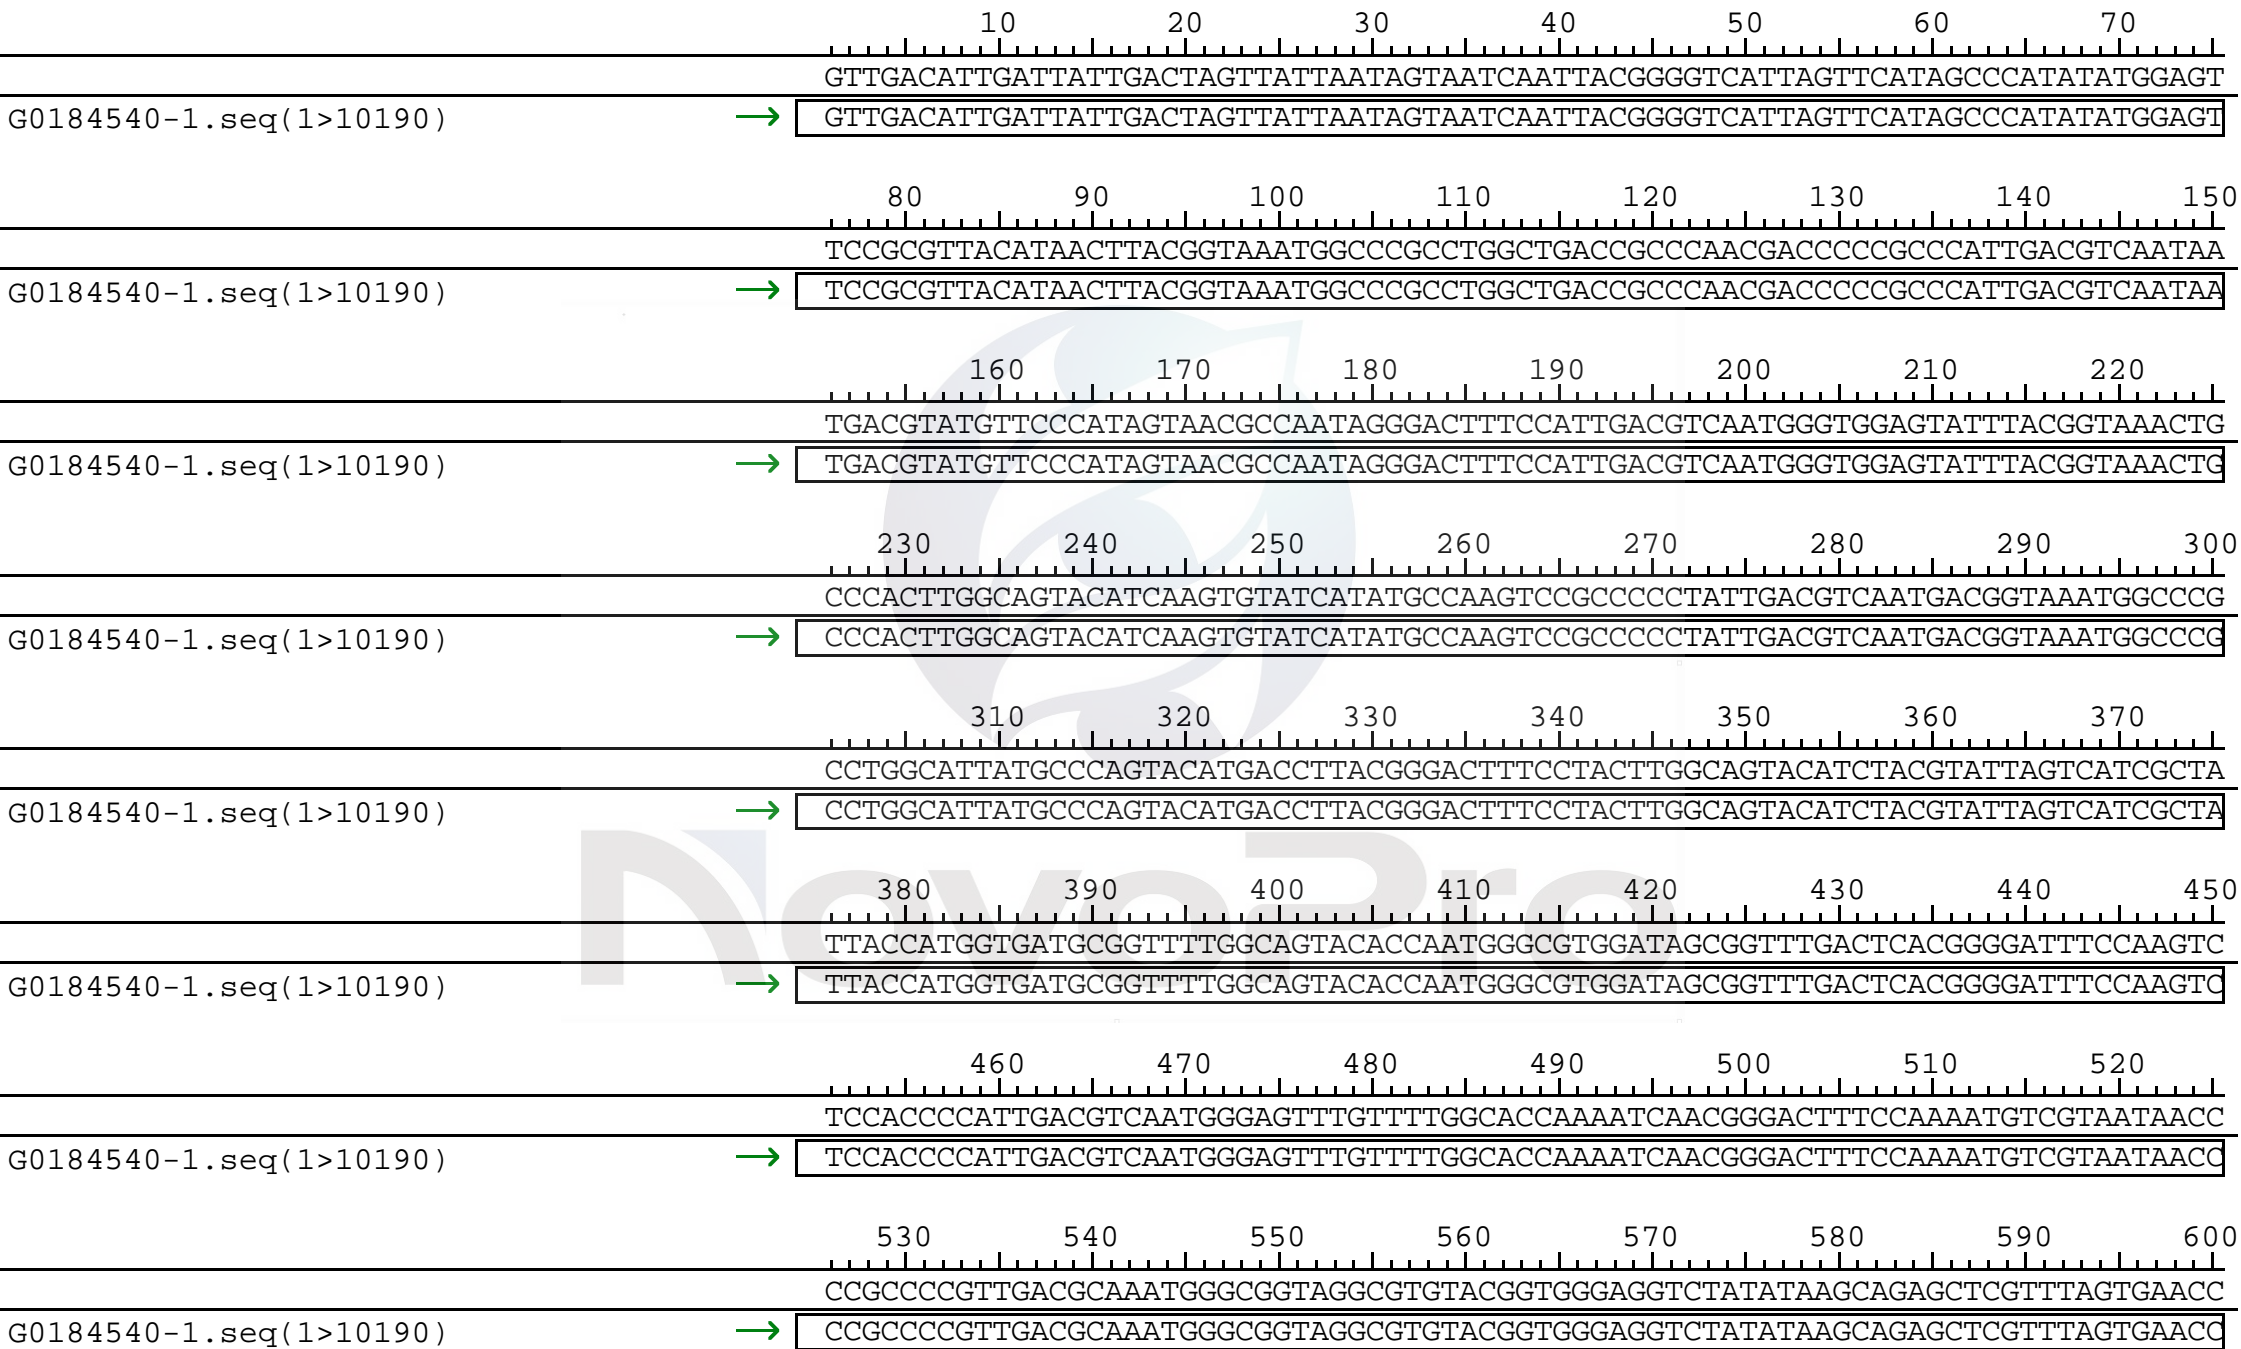 10 20 30 40 50 60 70
GTTGACATTGATTATTGACTAGTTATTAATAGTAATCAATTACGGGGTCATTAGTTCATAGCCCATATATGGAGT
G0184540-1.seq(1>10190) → GTTGACATTGATTATTGACTAGTTATTAATAGTAATCAATTACGGGGTCATTAGTTCATAGCCCATATATGGAGT
80 90 100 110 120 130 140 150
TCCGCGTTACATAACTTACGGTAAATGGCCCGCCTGGCTGACCGCCCAACGACCCCCGCCCATTGACGTCAATAA
G0184540-1.seq(1>10190) → TCCGCGTTACATAACTTACGGTAAATGGCCCGCCTGGCTGACCGCCCAACGACCCCCGCCCATTGACGTCAATAA
160 170 180 190 200 210 220
TGACGTATGTTCCCATAGTAACGCCAATAGGGACTTTCCATTGACGTCAATGGGTGGAGTATTTACGGTAAACTG
G0184540-1.seq(1>10190) → TGACGTATGTTCCCATAGTAACGCCAATAGGGACTTTCCATTGACGTCAATGGGTGGAGTATTTACGGTAAACTG
230 240 250 260 270 280 290 300
CCCACTTGGCAGTACATCAAGTGTATCATATGCCAAGTCCGCCCCCTATTGACGTCAATGACGGTAAATGGCCCG
G0184540-1.seq(1>10190) → CCCACTTGGCAGTACATCAAGTGTATCATATGCCAAGTCCGCCCCCTATTGACGTCAATGACGGTAAATGGCCCG
310 320 330 340 350 360 370
CCTGGCATTATGCCCAGTACATGACCTTACGGGACTTTCCTACTTGGCAGTACATCTACGTATTAGTCATCGCTA
G0184540-1.seq(1>10190) → CCTGGCATTATGCCCAGTACATGACCTTACGGGACTTTCCTACTTGGCAGTACATCTACGTATTAGTCATCGCTA
NovoPro
380 390 400 410 420 430 440 450
TTACCATGGTGATGCGGTTTTGGCAGTACACCAATGGGCGTGGATAGCGGTTTGACTCACGGGGATTTCCAAGTC
G0184540-1.seq(1>10190) → TTACCATGGTGATGCGGTTTTGGCAGTACACCAATGGGCGTGGATAGCGGTTTGACTCACGGGGATTTCCAAGTC
460 470 480 490 500 510 520
TCCACCCCATTGACGTCAATGGGAGTTTGTTTTGGCACCAAAATCAACGGGACTTTCCAAAATGTCGTAATAACC
G0184540-1.seq(1>10190) → TCCACCCCATTGACGTCAATGGGAGTTTGTTTTGGCACCAAAATCAACGGGACTTTCCAAAATGTCGTAATAACC
530 540 550 560 570 580 590 600
CCGCCCCGTTGACGCAAATGGGCGGTAGGCGTGTACGGTGGGAGGTCTATATAAGCAGAGCTCGTTTAGTGAACC
G0184540-1.seq(1>10190) → CCGCCCCGTTGACGCAAATGGGCGGTAGGCGTGTACGGTGGGAGGTCTATATAAGCAGAGCTCGTTTAGTGAACC